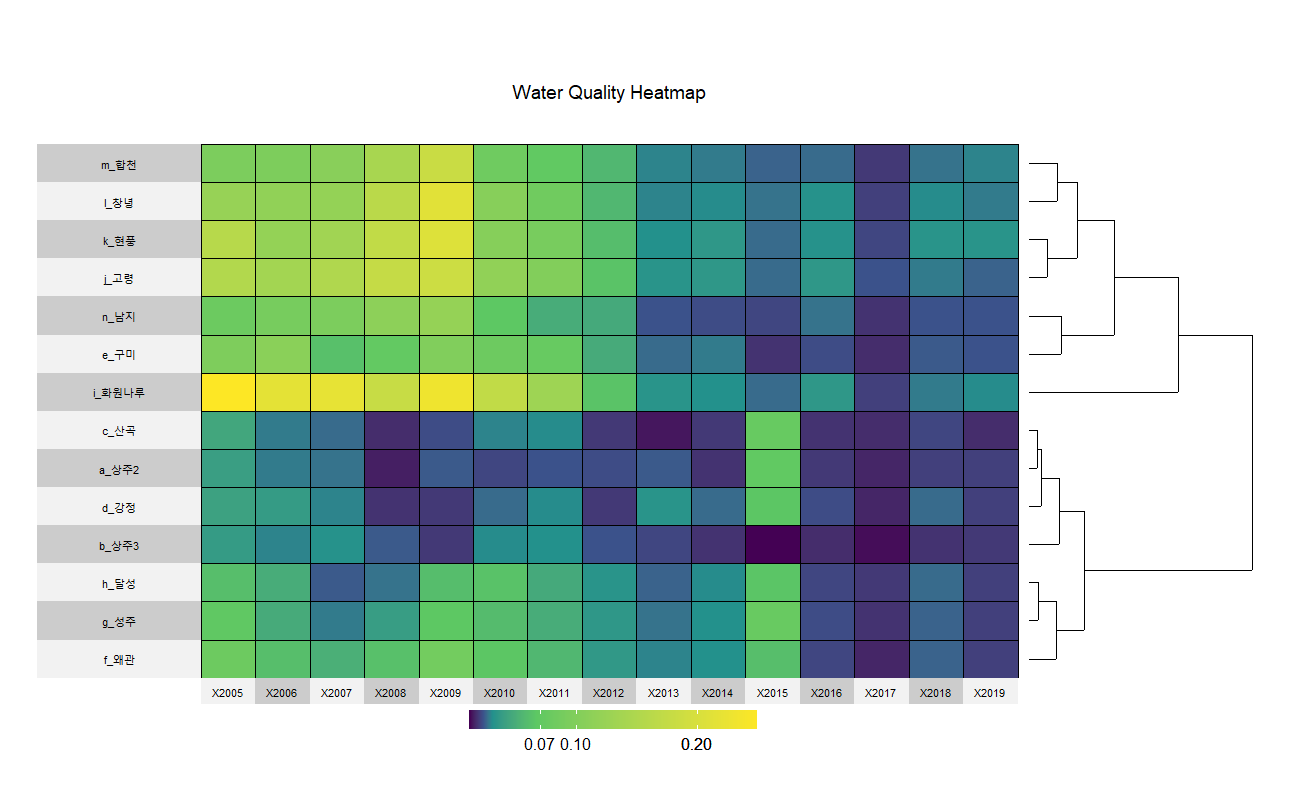 Water Quality Heatmap
m_합천
l_창녕
k_현풍
j_고령
n_남지
e_구미
i_화원나루
c_산곡
a_상주2
d_강정
b_상주3
h_달성
g_성주
f_왜관
X2005 X2006 X2007 X2008 X2009 X2010 X2011 X2012 X2013 X2014 X2015 X2016 X2017 X2018 X2019
0.07 0.10 0.20